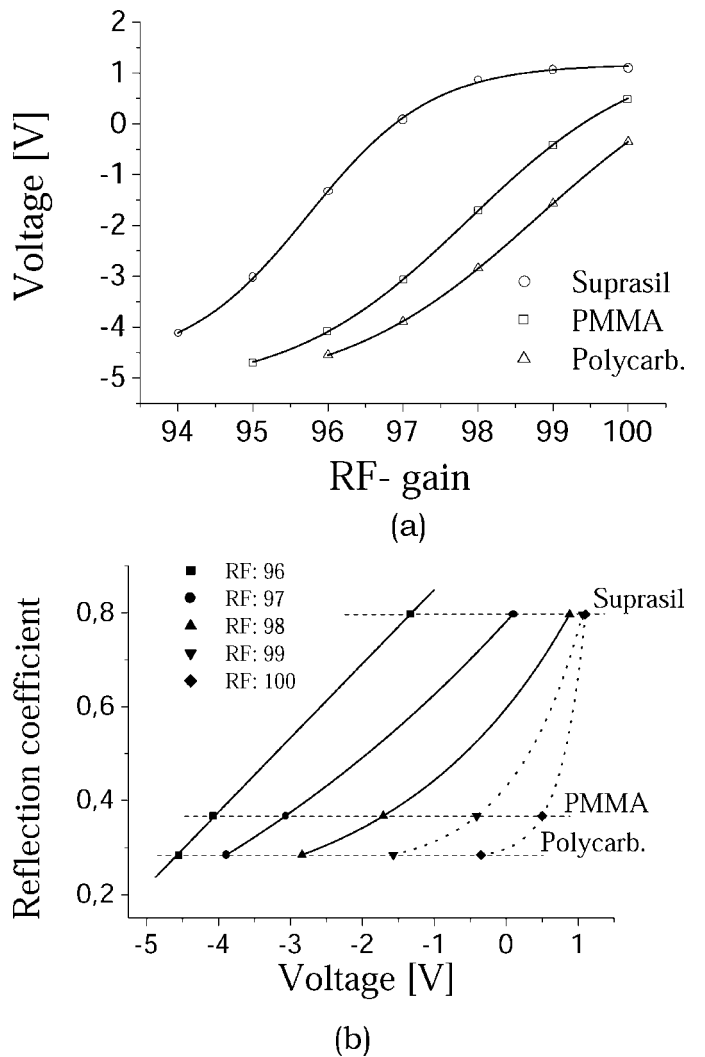 2
1
0
-1
-2
-3
-4
-5
Voltage [V]
Suprasil
PMMA
Polycarb.
94 95 96 97 98 99 100
RF- gain
(a)
RF: 96
RF: 97
RF: 98
RF: 99
RF: 100
Suprasil
PMMA
Polycarb.
0,8
0,6
0,4
0,2
Reflection coefficient
-5 -4 -3 -2 -1 0 1
Voltage [V]
(b)